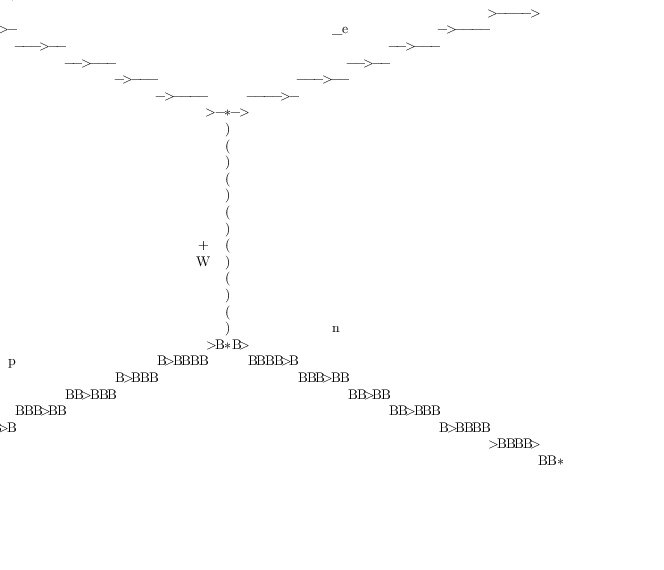 >————>
>— _e —>———
———>—— ——>———
——>——— ——>——
—>——— ———>——
—>———— ————>—
>—*—>
)
(
)
(
)
(
)
+ (
W )
(
)
(
) n
>B*B>
p B>BBBB BBBB>B
B>BBB BBB>BB
BB>BBB BB>BB
BBB>BB BB>BBB
>B B>BBBB
>BBBB>
BB*